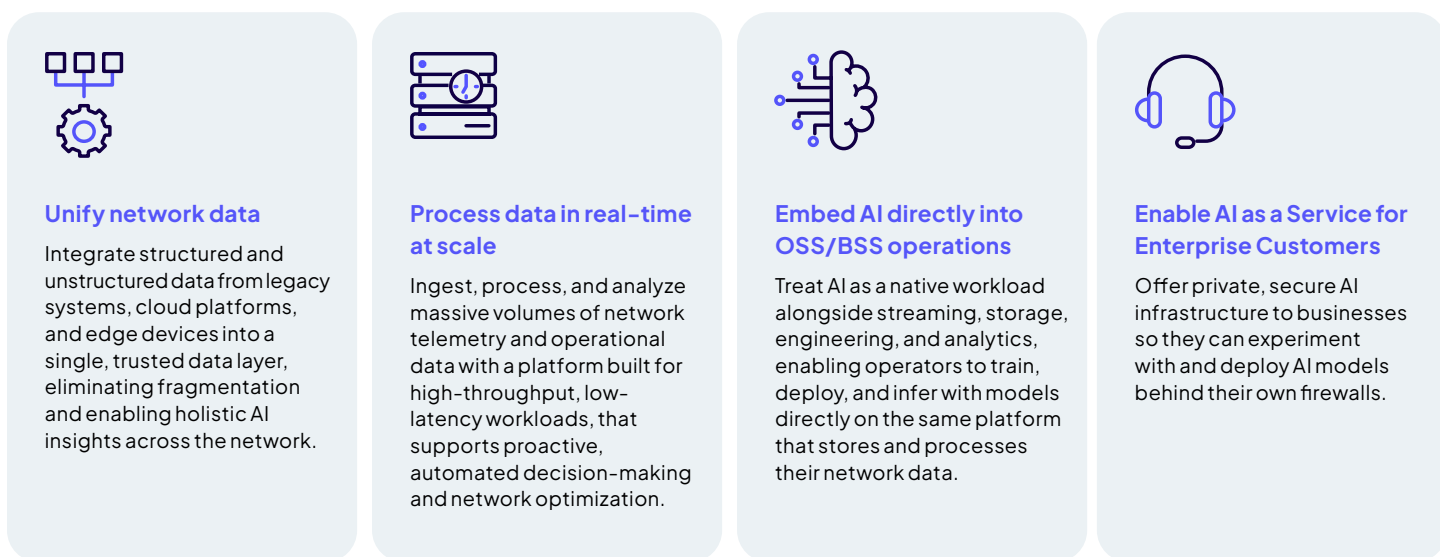 Unify network data
Integrate structured and
unstructured data from legacy
systems, cloud platforms,
and edge devices into a
single, trusted data layer,
eliminating fragmentation
and enabling holistic AI
insights across the network.
Process data in real-time
at scale
Ingest, process, and analyze
massive volumes of network
telemetry and operational
data with a platform built for
high-throughput, low-
latency workloads, that
supports proactive,
automated decision-making
and network optimization.
Embed AI directly into
OSS/BSS operations
Treat AI as a native workload
alongside streaming, storage,
engineering, and analytics,
enabling operators to train,
deploy, and infer with models
directly on the same platform
that stores and processes
their network data.
Enable AI as a Service for
Enterprise Customers
Offer private, secure AI
infrastructure to businesses
so they can experiment
with and deploy AI models
behind their own firewalls.